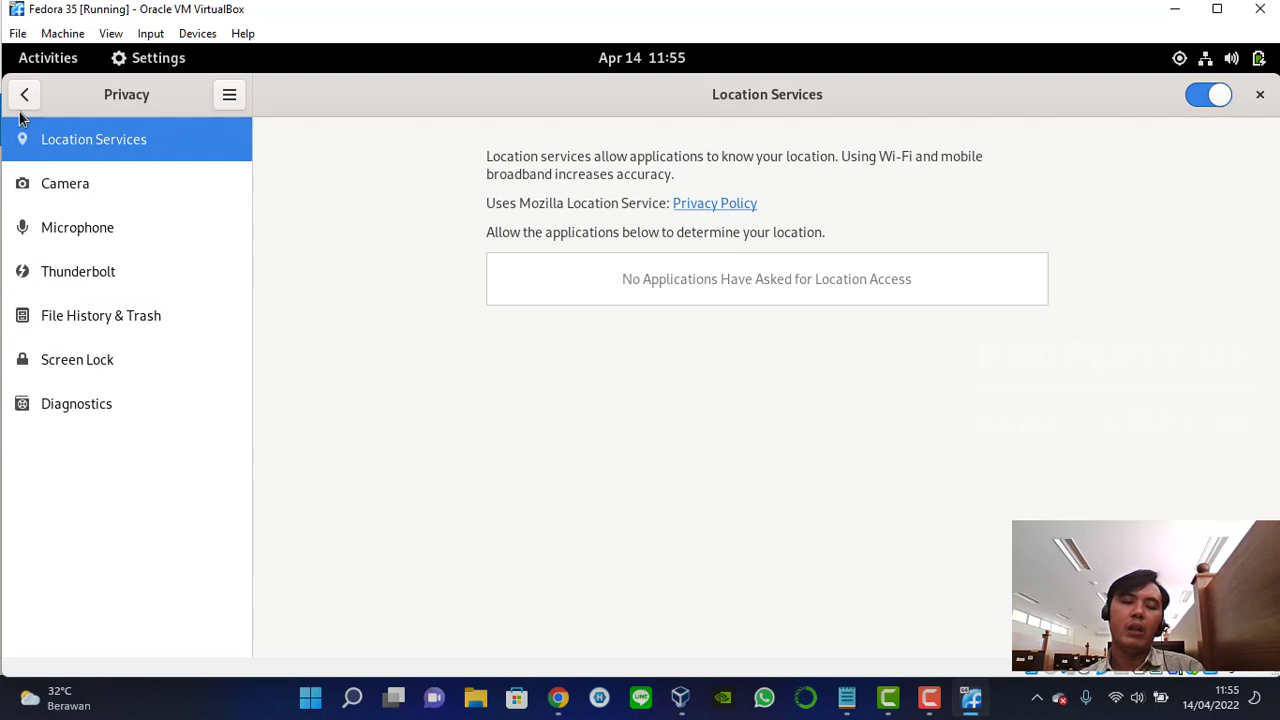 Fedora 35 [Running] - Oracle VM VirtualBox
File Machine View Input Devices Help
Activities Settings Apr 14 11:55
Privacy
Location Services
Location Services
Camera
Microphone
Thunderbolt
File History & Trash
Screen Lock
Diagnostics
Location services allow applications to know your location. Using Wi-Fi and mobile
broadband increases accuracy.
Uses Mozilla Location Service: Privacy Policy
Allow the applications below to determine your location.
No Applications Have Asked for Location Access
32°C
Berawan
11:55
14/04/2022